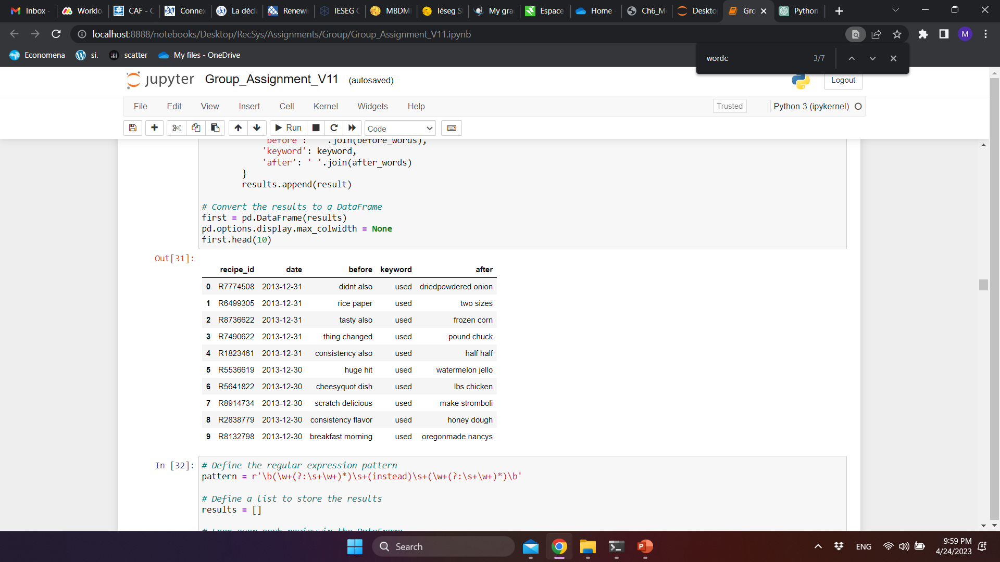 Inbox -
Worklo
CAF - C
Connex
La décl
Renewi
IESEG C
MBDM
Iéseg S
My gra
Espace
Home -
Ch6_M
Deskto
Gro
Python
localhost:8888/notebooks/Desktop/RecSys/Assignments/Group/Group_Assignment_V11.ipynb
M
Economena
si.
scatter
My files - OneDrive
wordc 3/7
jupyter Group_Assignment_V11 (autosaved)
Logout
File Edit View Insert Cell Kernel Widgets Help
Trusted
Python 3 (ipykernel)
Run
Code
'before': ' '.join(before_words),
'keyword': keyword,
'after': ' '.join(after_words)
}
results.append(result)
# Convert the results to a DataFrame
first = pd.DataFrame(results)
pd.options.display.max_colwidth = None
first.head(10)
Out[31]:
recipe_id date before keyword after
0 R7774508 2013-12-31 didnt also used driedpowdered onion
1 R6499305 2013-12-31 rice paper used two sizes
2 R8736622 2013-12-31 tasty also used frozen corn
3 R7490622 2013-12-31 thing changed used pound chuck
4 R1823461 2013-12-31 consistency also used half half
5 R5536619 2013-12-30 huge hit used watermelon jello
6 R5641822 2013-12-30 cheesyquot dish used lbs chicken
7 R8914734 2013-12-30 scratch delicious used make stromboli
8 R2838779 2013-12-30 consistency flavor used honey dough
9 R8132798 2013-12-30 breakfast morning used oregonmade nancys
In [32]: # Define the regular expression pattern
pattern = r'\b(\w+(?:\s+\w+)*)\s+(instead)\s+(\w+(?:\s+\w+)*)\b'
# Define a list to store the results
results = []
# Loop over each review in the DataFrame
Search
ENG
9:59 PM
4/24/2023